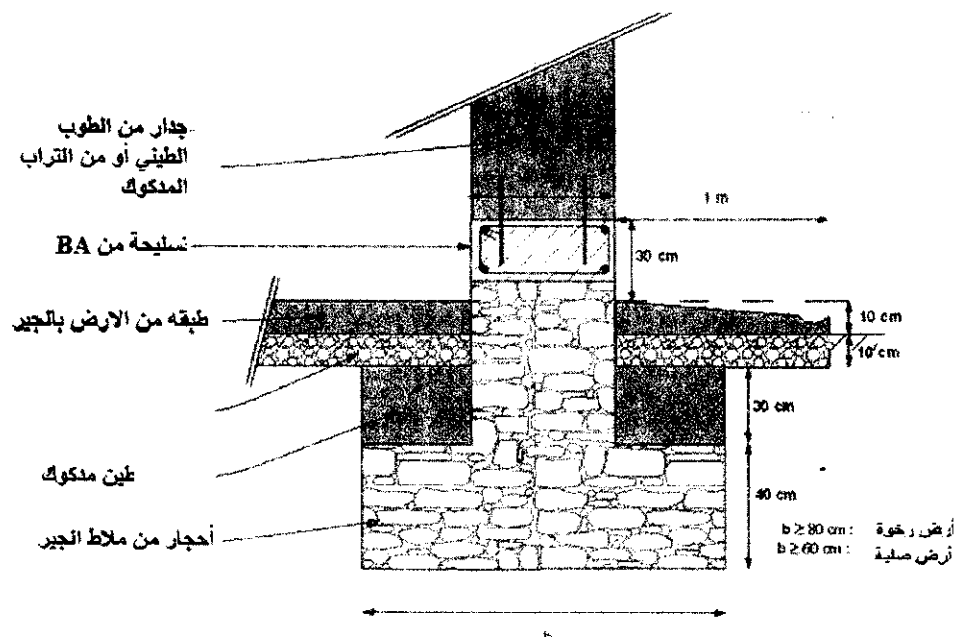 جدار من الطوب
الطيني أو من التراب
المدكوك
1 m
تسليحة من BA
30 cm
طبقه من الارض بالجير
10 cm
10 cm
30 cm
طين مدكوك
40 cm
أحجار من ملاط الجير
b ≥ 80 cm : أرض رخوة
b ≥ 60 cm : أرض صلبة
b